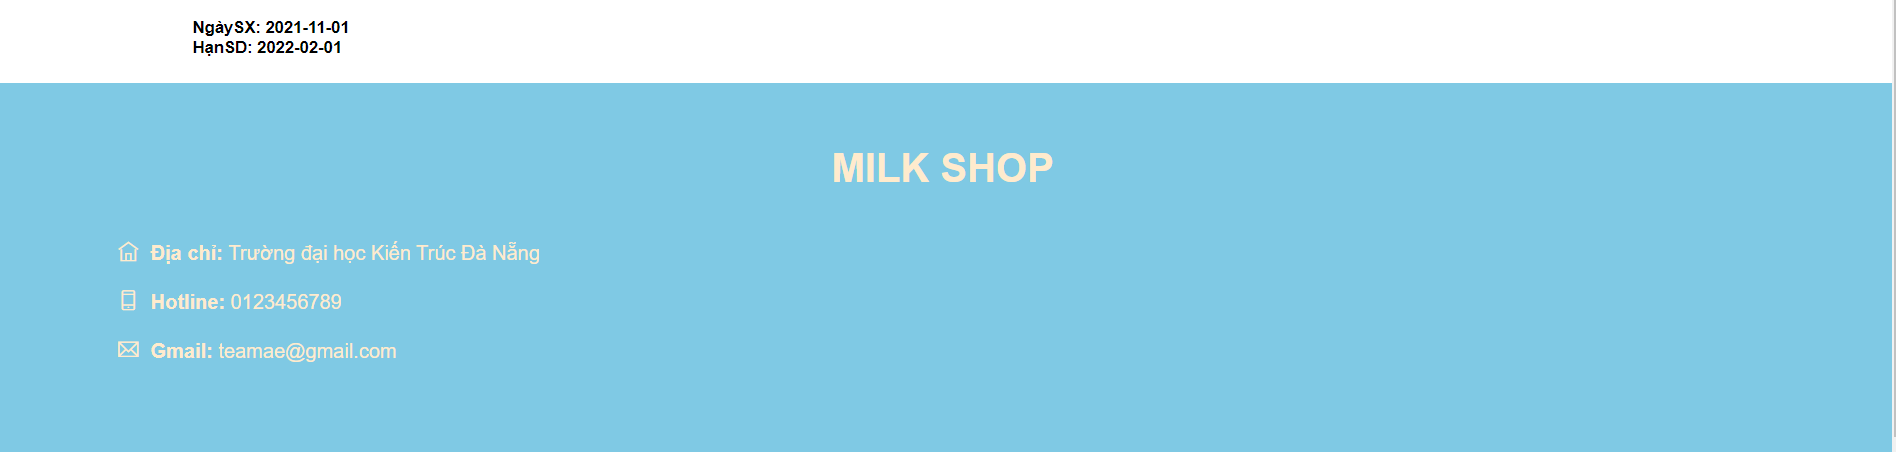 NgàySX: 2021-11-01
HạnSD: 2022-02-01
MILK SHOP
Địa chỉ: Trường đại học Kiến Trúc Đà Nẵng
Hotline: 0123456789
Gmail: teamae@gmail.com